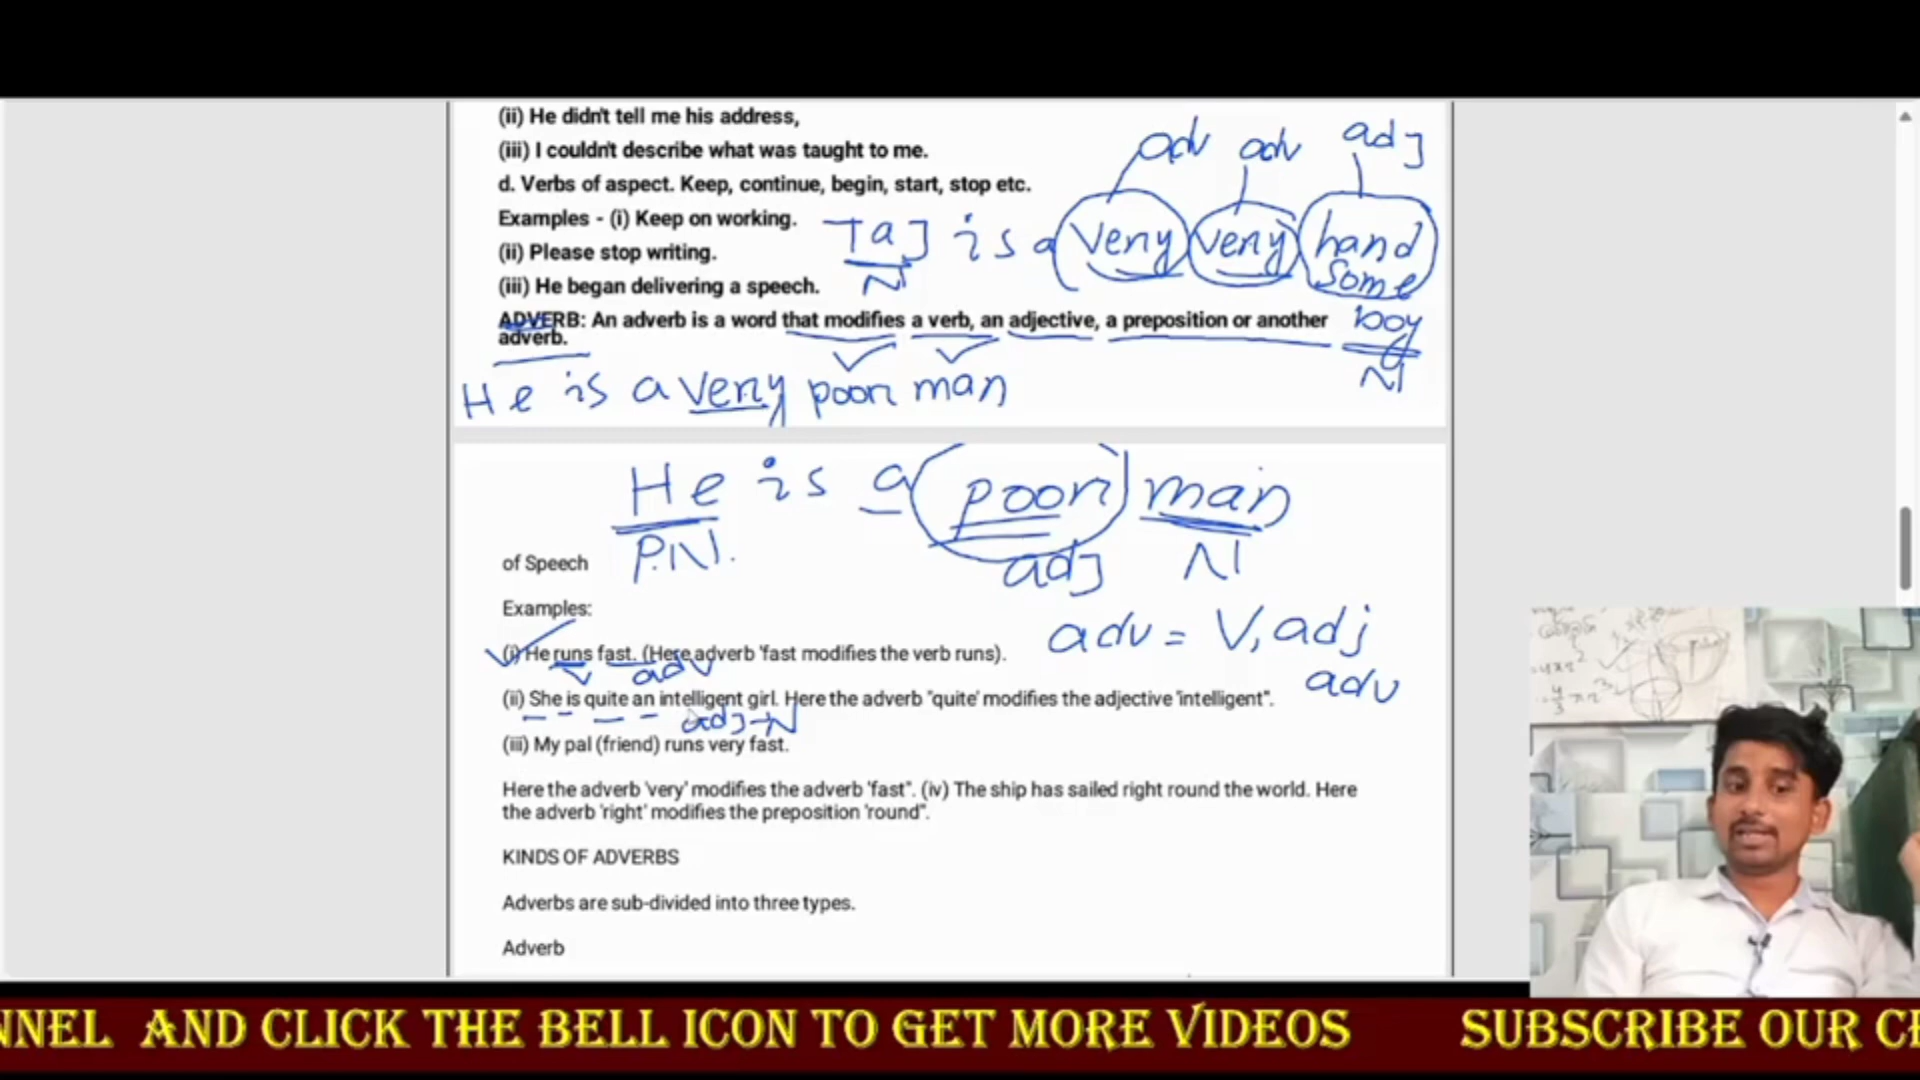 (ii) He didn't tell me his address,
(iii) I couldn't describe what was taught to me.
adv adv adj
d. Verbs of aspect. Keep, continue, begin, start, stop etc.
Examples - (i) Keep on working.
Taj is a very very hand
some
boy
(ii) Please stop writing.
N
(iii) He began delivering a speech.
ADVERB: An adverb is a word that modifies a verb, an adjective, a preposition or another
adverb.
N
He is a very poor man
He is a poor man
P.N. adj N
of Speech
Examples:
adv = V, adj
adv
(i) He runs fast. (Here adverb 'fast modifies the verb runs).
V adv
(ii) She is quite an intelligent girl. Here the adverb "quite' modifies the adjective 'intelligent".
adj→N
(iii) My pal (friend) runs very fast.
Here the adverb 'very' modifies the adverb 'fast". (iv) The ship has sailed right round the world. Here
the adverb 'right' modifies the preposition 'round".
KINDS OF ADVERBS
Adverbs are sub-divided into three types.
Adverb
NNEL AND CLICK THE BELL ICON TO GET MORE VIDEOS SUBSCRIBE OUR C